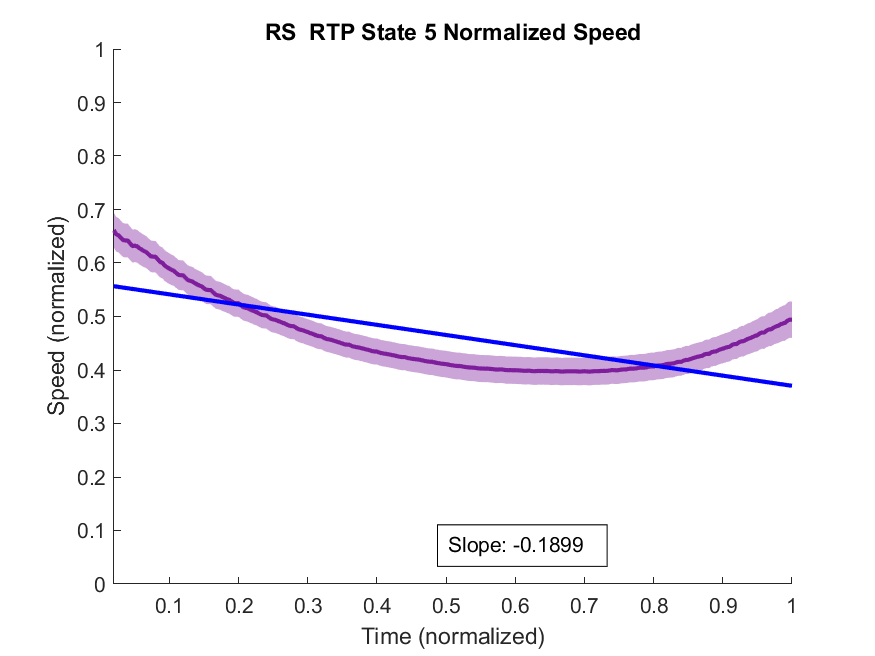 RS  RTP State 5 Normalized Speed
1
0.9
0.8
0.7
0.6
0.5
0.4
0.3
0.2
0.1
0
Speed (normalized)
Slope: -0.1899
0.1 0.2 0.3 0.4 0.5 0.6 0.7 0.8 0.9 1
Time (normalized)